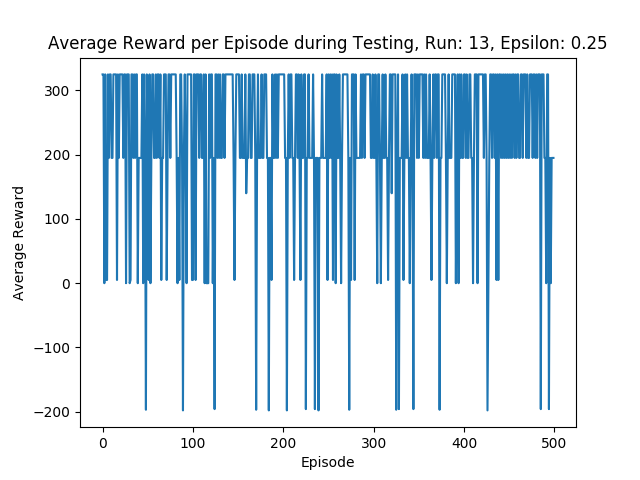 Average Reward per Episode during Testing, Run: 13, Epsilon: 0.25
300
200
100
0
−100
−200
Average Reward
0 100 200 300 400 500
Episode